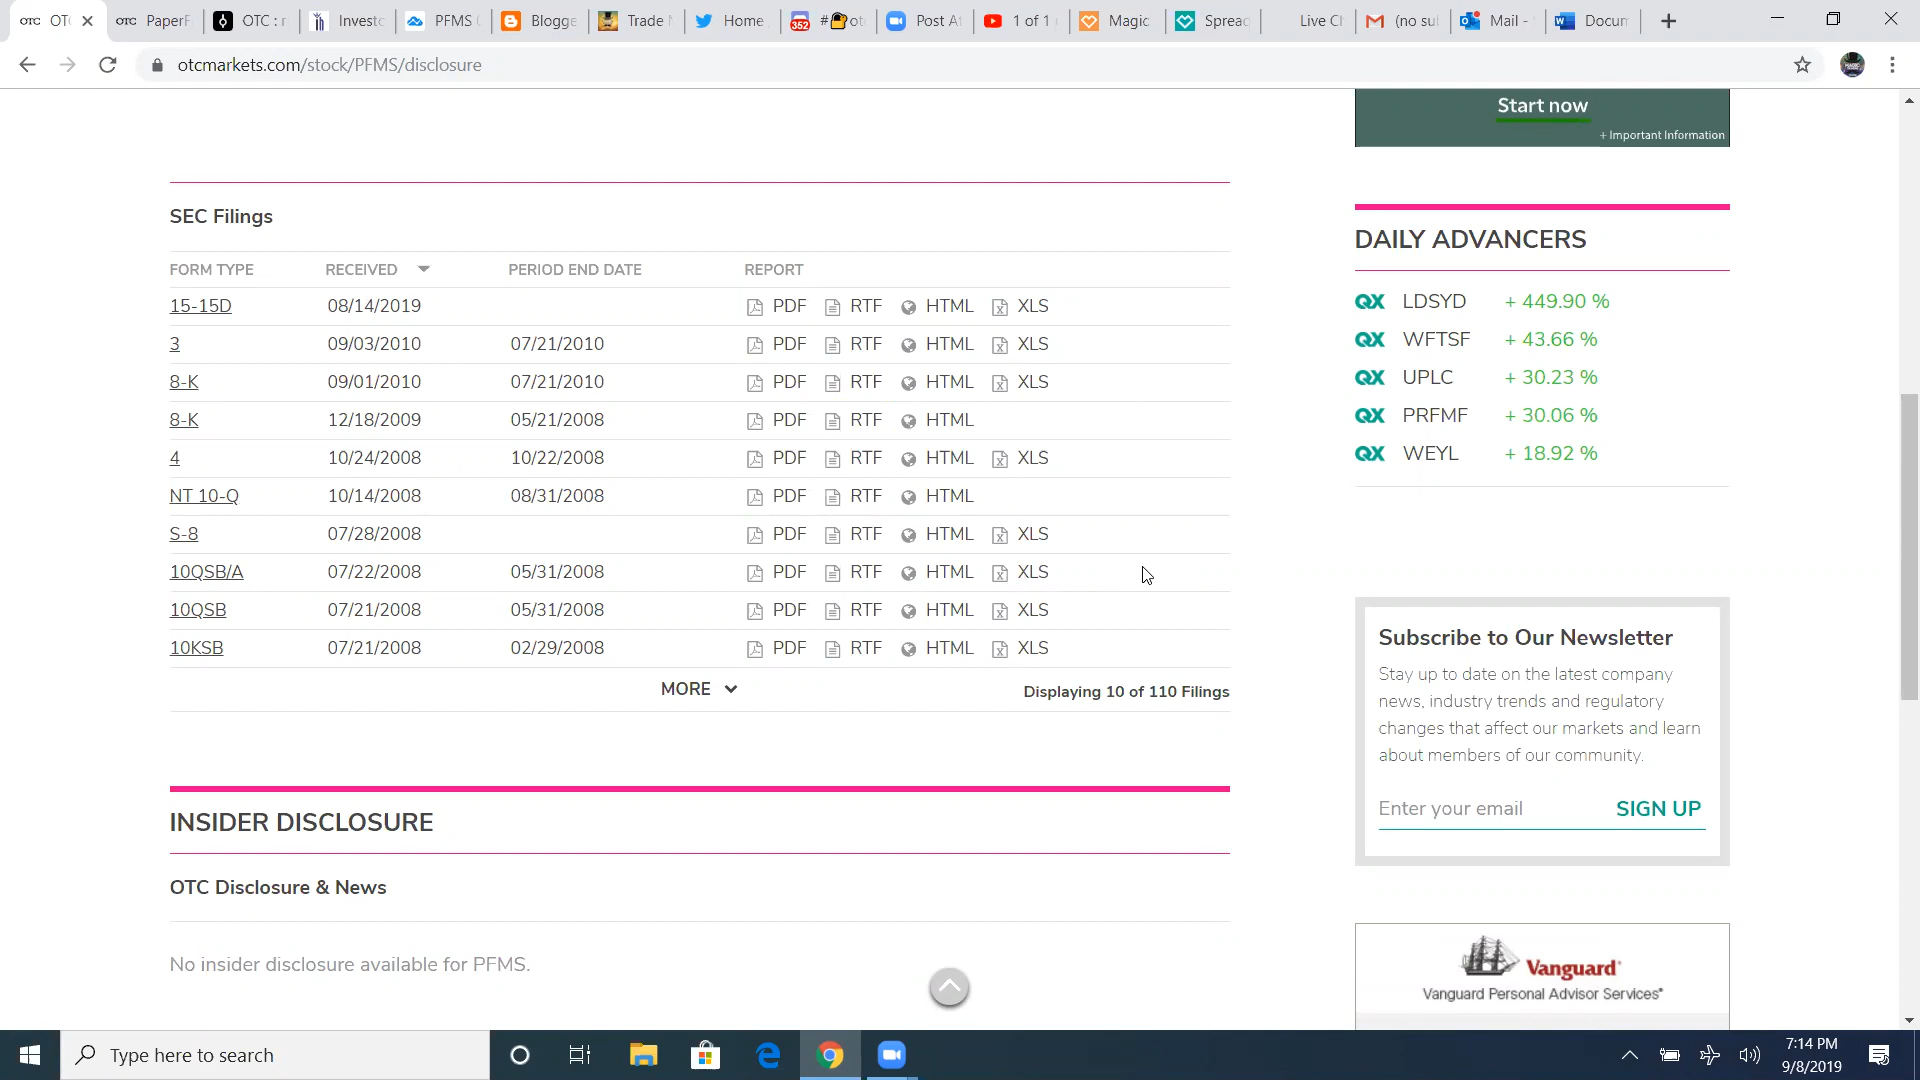 OTC
PaperF
OTC : r
Investo
PFMS
Blogge
Trade
Home
#
Post A
1 of 1
Magic
Spread
Live C
(no su
Mail -
Docum
otcmarkets.com/stock/PFMS/disclosure
Start now
+ Important Information
SEC Filings
FORM TYPE RECEIVED PERIOD END DATE REPORT
15-15D 08/14/2019 PDF RTF HTML XLS
3 09/03/2010 07/21/2010 PDF RTF HTML XLS
8-K 09/01/2010 07/21/2010 PDF RTF HTML XLS
8-K 12/18/2009 05/21/2008 PDF RTF HTML
4 10/24/2008 10/22/2008 PDF RTF HTML XLS
NT 10-Q 10/14/2008 08/31/2008 PDF RTF HTML
S-8 07/28/2008 PDF RTF HTML XLS
10QSB/A 07/22/2008 05/31/2008 PDF RTF HTML XLS
10QSB 07/21/2008 05/31/2008 PDF RTF HTML XLS
10KSB 07/21/2008 02/29/2008 PDF RTF HTML XLS
MORE
Displaying 10 of 110 Filings
INSIDER DISCLOSURE
OTC Disclosure & News
No insider disclosure available for PFMS.
DAILY ADVANCERS
QX LDSYD + 449.90 %
QX WFTSF + 43.66 %
QX UPLC + 30.23 %
QX PRFMF + 30.06 %
QX WEYL + 18.92 %
Subscribe to Our Newsletter
Stay up to date on the latest company
news, industry trends and regulatory
changes that affect our markets and learn
about members of our community.
Enter your email SIGN UP
Vanguard
Vanguard Personal Advisor Services®
Type here to search
7:14 PM
9/8/2019